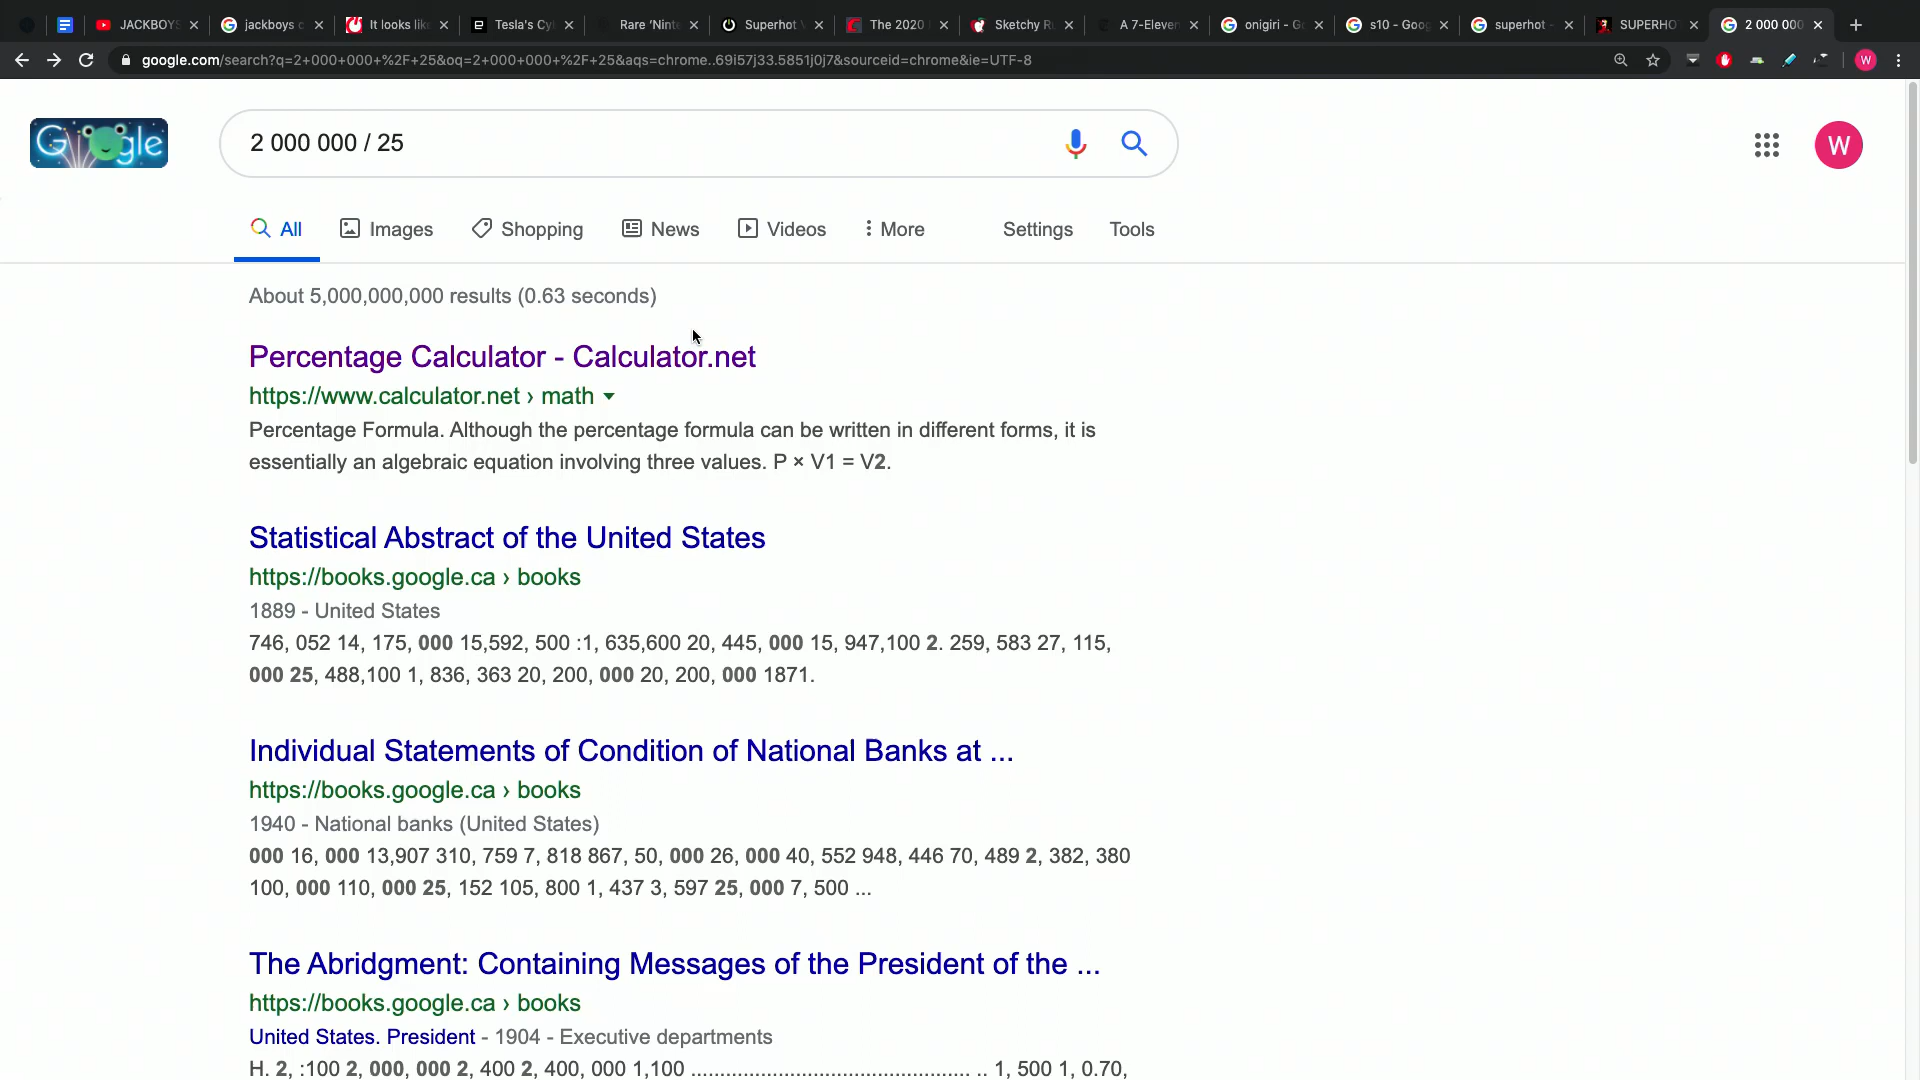 JACKBOYS
jackboys c
It looks lik
Tesla's Cy
Rare 'Nint
Superhot V
The 2020
Sketchy R
A 7-Eleven
onigiri - G
s10 - Goog
superhot -
SUPERHO
2 000 000
google.com/search?q=2+000+000+%2F+25&oq=2+000+000+%2F+25&aqs=chrome..69i57j33.5851j0j7&sourceid=chrome&ie=UTF-8
W
Google
2 000 000 / 25
W
All Images Shopping News Videos More Settings Tools
About 5,000,000,000 results (0.63 seconds)
Percentage Calculator - Calculator.net
https://www.calculator.net › math
Percentage Formula. Although the percentage formula can be written in different forms, it is
essentially an algebraic equation involving three values. P × V1 = V2.
Statistical Abstract of the United States
https://books.google.ca › books
1889 - United States
746, 052 14, 175, 000 15,592, 500 :1, 635,600 20, 445, 000 15, 947,100 2. 259, 583 27, 115,
000 25, 488,100 1, 836, 363 20, 200, 000 20, 200, 000 1871.
Individual Statements of Condition of National Banks at ...
https://books.google.ca › books
1940 - National banks (United States)
000 16, 000 13,907 310, 759 7, 818 867, 50, 000 26, 000 40, 552 948, 446 70, 489 2, 382, 380
100, 000 110, 000 25, 152 105, 800 1, 437 3, 597 25, 000 7, 500 ...
The Abridgment: Containing Messages of the President of the ...
https://books.google.ca › books
United States. President - 1904 - Executive departments
H. 2, :100 2, 000, 000 2, 400 2, 400, 000 1,100 ................................................ .. 1, 500 1, 0.70,